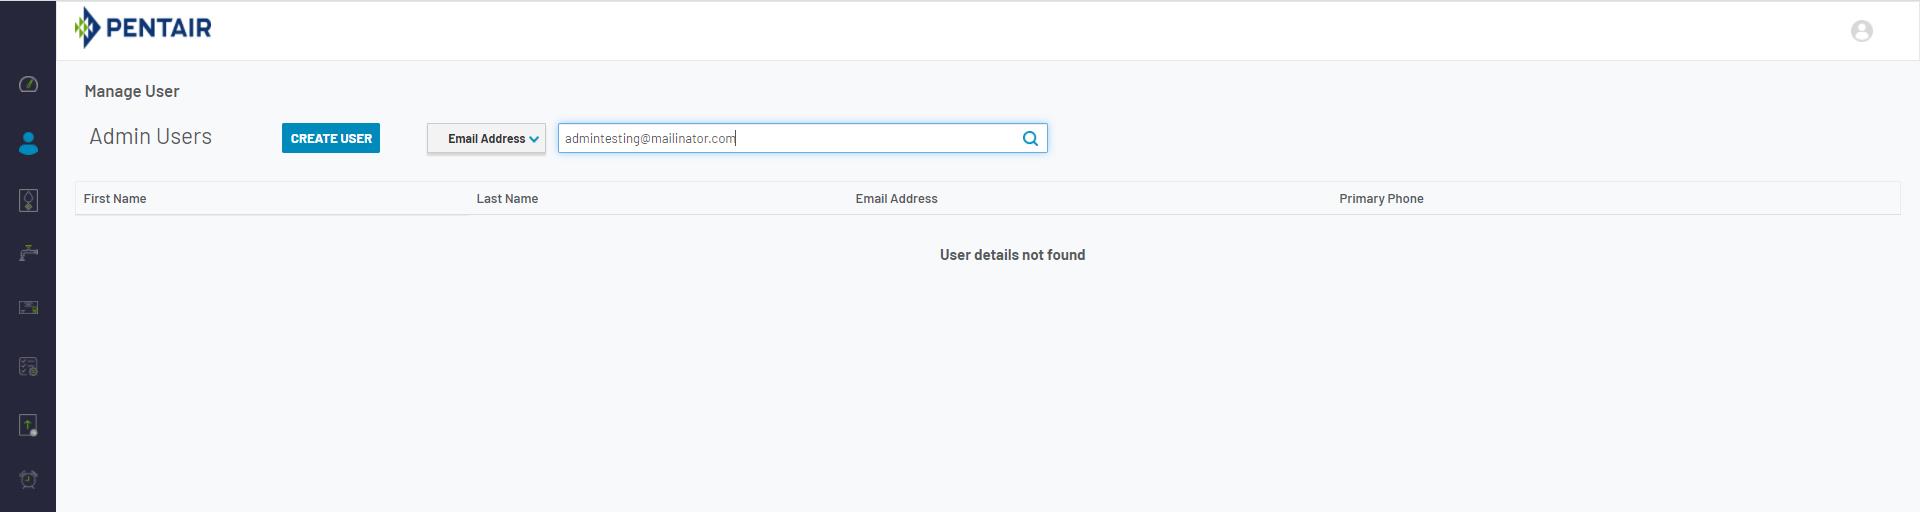 PENTAIR
Manage User
Admin Users CREATE USER Email Address admintesting@mailinator.com
First Name Last Name Email Address Primary Phone
User details not found